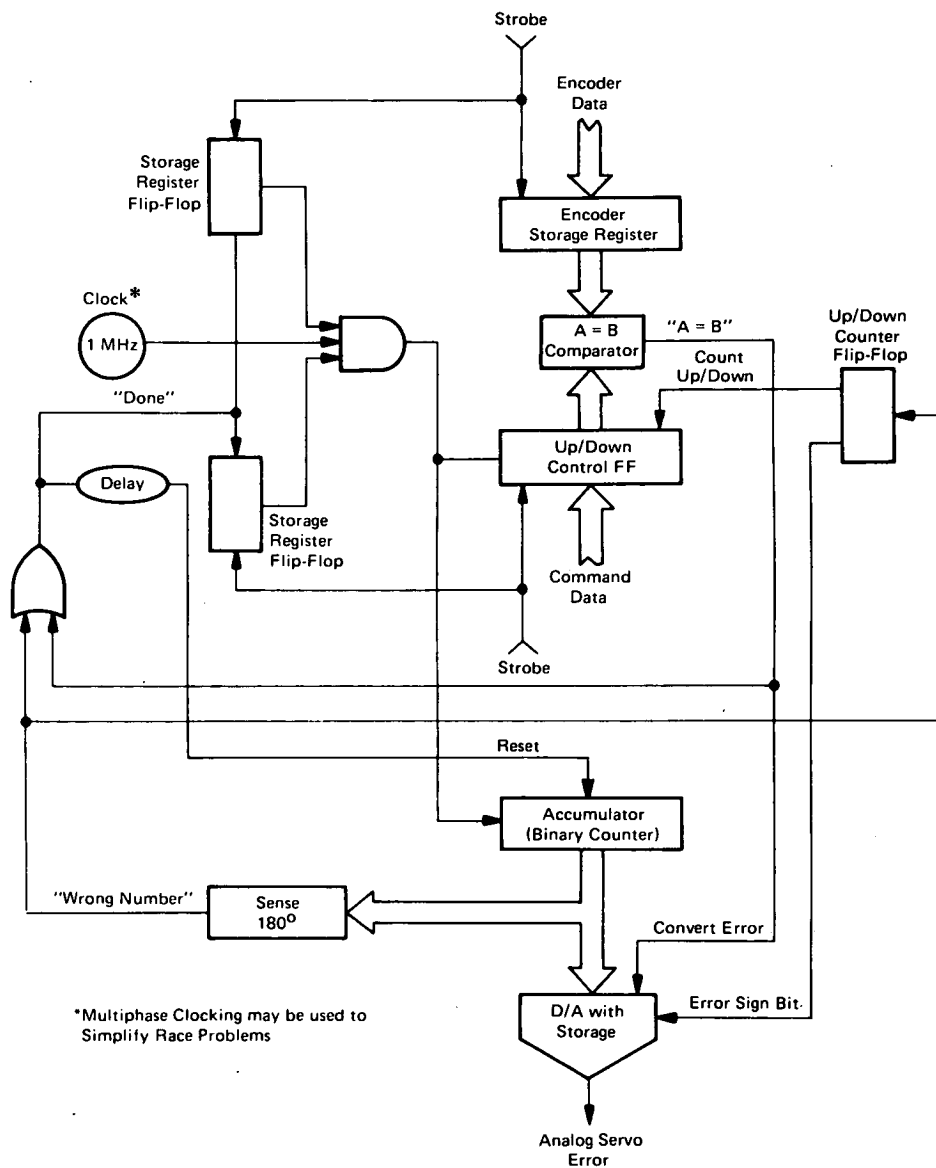 Strobe
Encoder
Data
Storage
Register
Flip-Flop
Encoder
Storage Register
Clock*
1 MHz
A = B
Comparator
"A = B"
Up/Down
Counter
Flip-Flop
Count
Up/Down
"Done"
Up/Down
Control FF
Delay
Storage
Register
Flip-Flop
Command
Data
Strobe
Reset
Accumulator
(Binary Counter)
"Wrong Number"
Sense
180º
Convert Error
Error Sign Bit
D/A with
Storage
*Multiphase Clocking may be used to
Simplify Race Problems
Analog Servo
Error